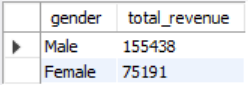 gender total_revenue
Male 155438
Female 75191